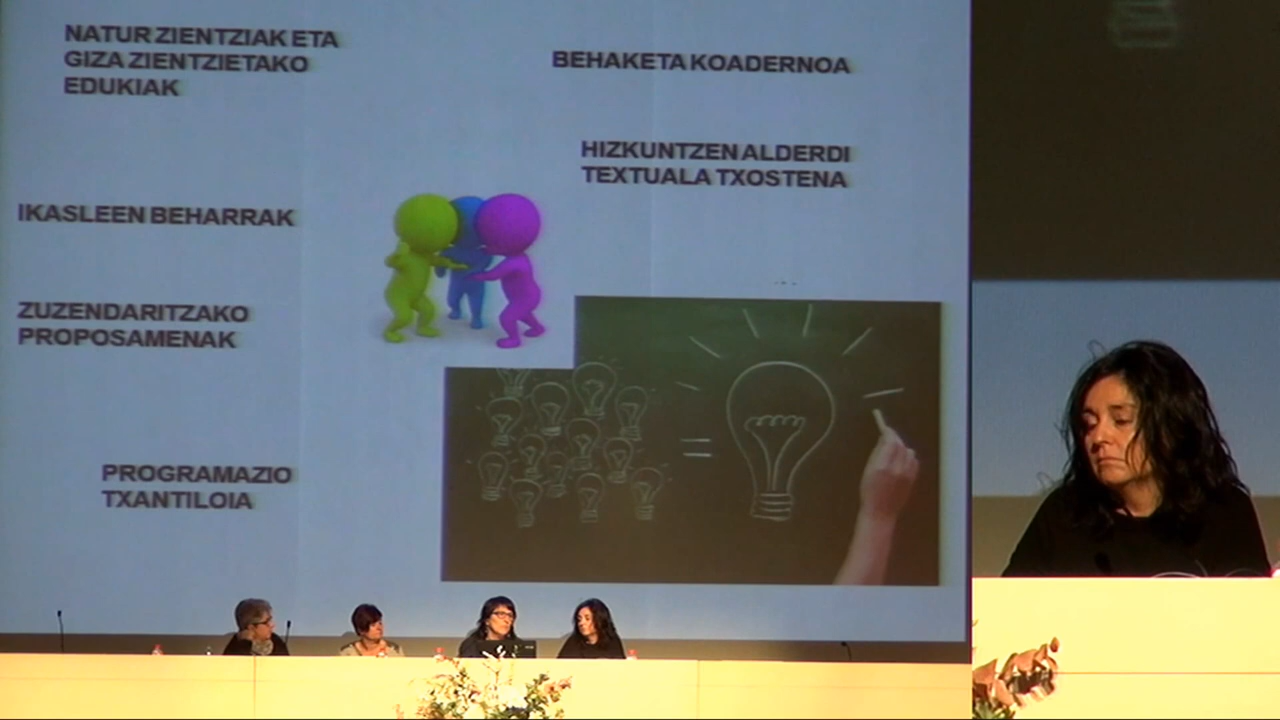 NATUR ZIENTZIAK ETA
GIZA ZIENTZIETAKO
EDUKIAK
BEHAKETA KOADERNOA
HIZKUNTZEN ALDERDI
TEXTUALA TXOSTENA
IKASLEEN BEHARRAK
ZUZENDARITZAKO
PROPOSAMENAK
PROGRAMAZIO
TXANTILOIA